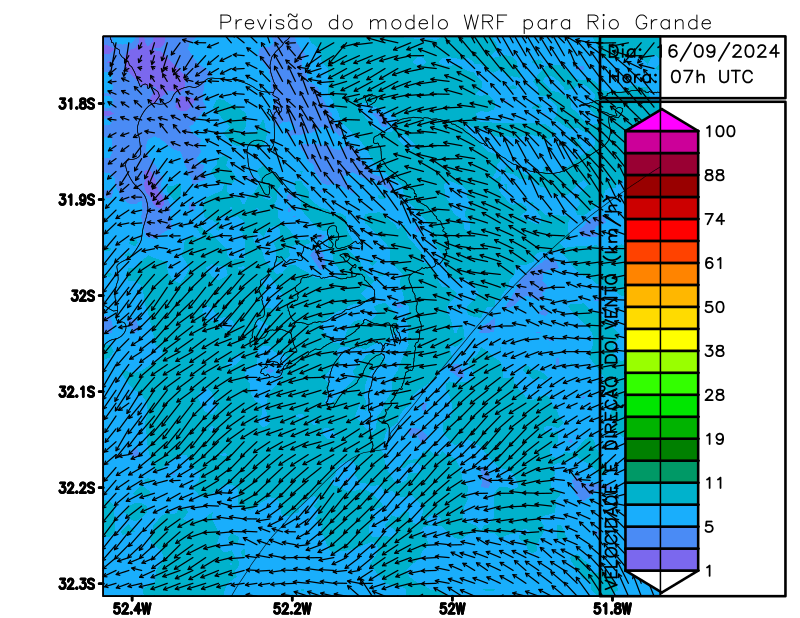 Previsão do modelo WRF para Rio Grande
Dia: 16/09/2024
Hora: 07h UTC
31.8S
31.9S
32S
32.1S
32.2S
32.3S
52.4W
52.2W
52W
51.8W
VELOCIDADE E DIREÇÃO DO VENTO (km/h)
100
88
74
61
50
38
28
19
11
5
1